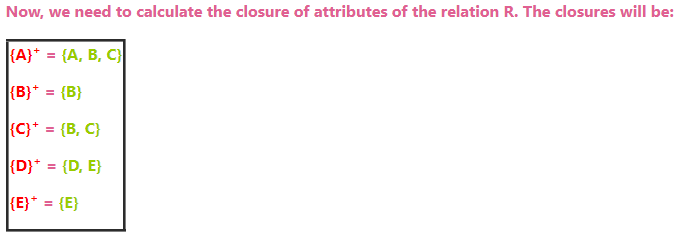 Now, we need to calculate the closure of attributes of the relation R. The closures will be:
{A}⁺ = {A, B, C}
{B}⁺ = {B}
{C}⁺ = {B, C}
{D}⁺ = {D, E}
{E}⁺ = {E}